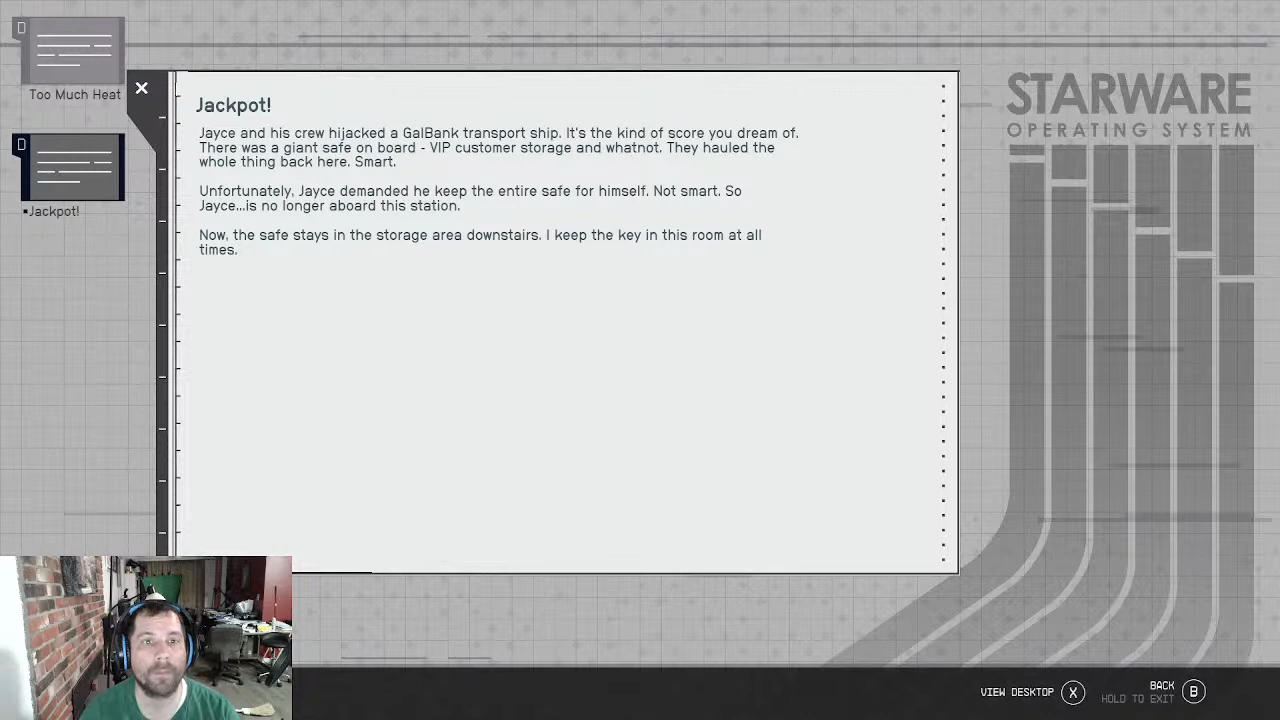 D
Too Much Heat
D
▪Jackpot!
Jackpot!
Jayce and his crew hijacked a GalBank transport ship. It's the kind of score you dream of.
There was a giant safe on board - VIP customer storage and whatnot. They hauled the
whole thing back here. Smart.
Unfortunately, Jayce demanded he keep the entire safe for himself. Not smart. So
Jayce...is no longer aboard this station.
Now, the safe stays in the storage area downstairs. I keep the key in this room at all
times.
STARWARE
OPERATING SYSTEM
VIEW DESKTOP X
BACK B
HOLD TO EXIT